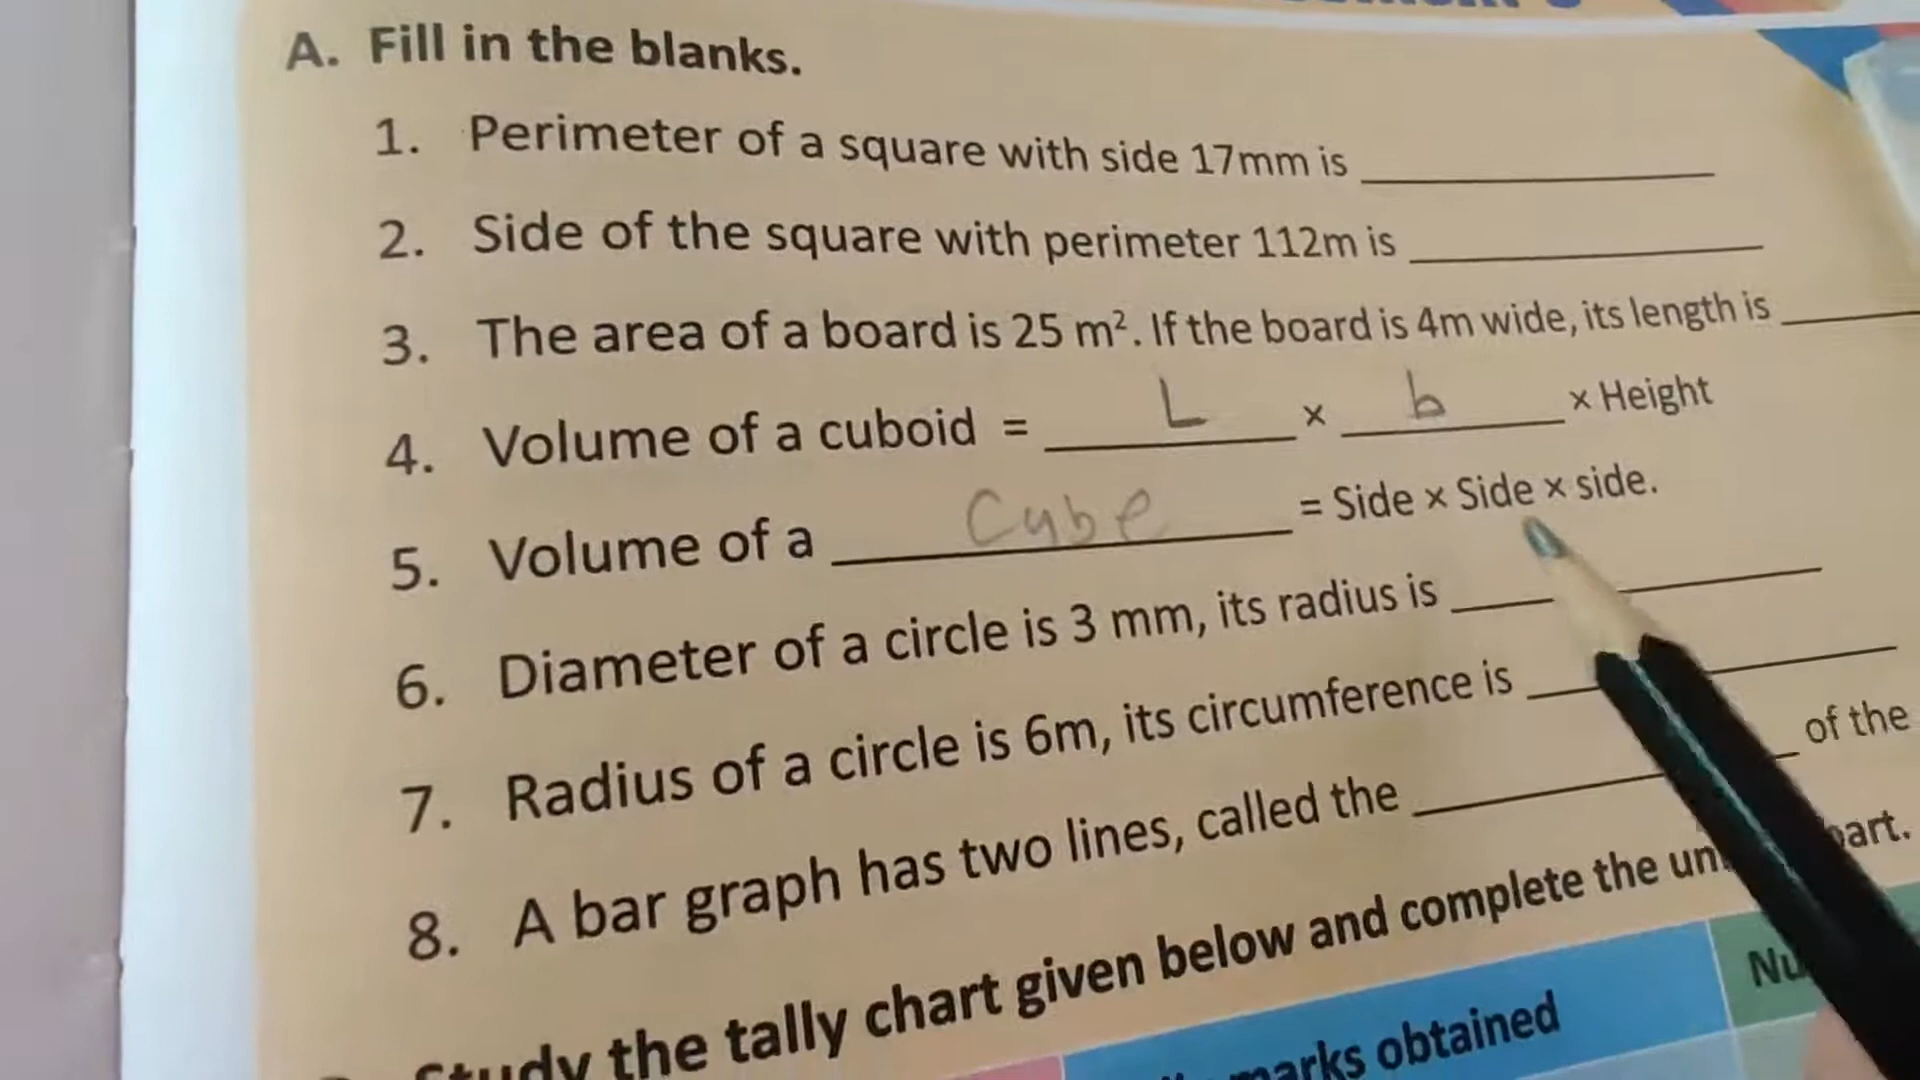 A. Fill in the blanks.
1. Perimeter of a square with side 17mm is
2. Side of the square with perimeter 112m is
3. The area of a board is 25 m². If the board is 4m wide, its length is
4. Volume of a cuboid = L × b × Height
5. Volume of a Cube = Side × Side × side.
6. Diameter of a circle is 3 mm, its radius is
7. Radius of a circle is 6m, its circumference is
8. A bar graph has two lines, called the of the
Study the tally chart given below and complete the
marks obtained